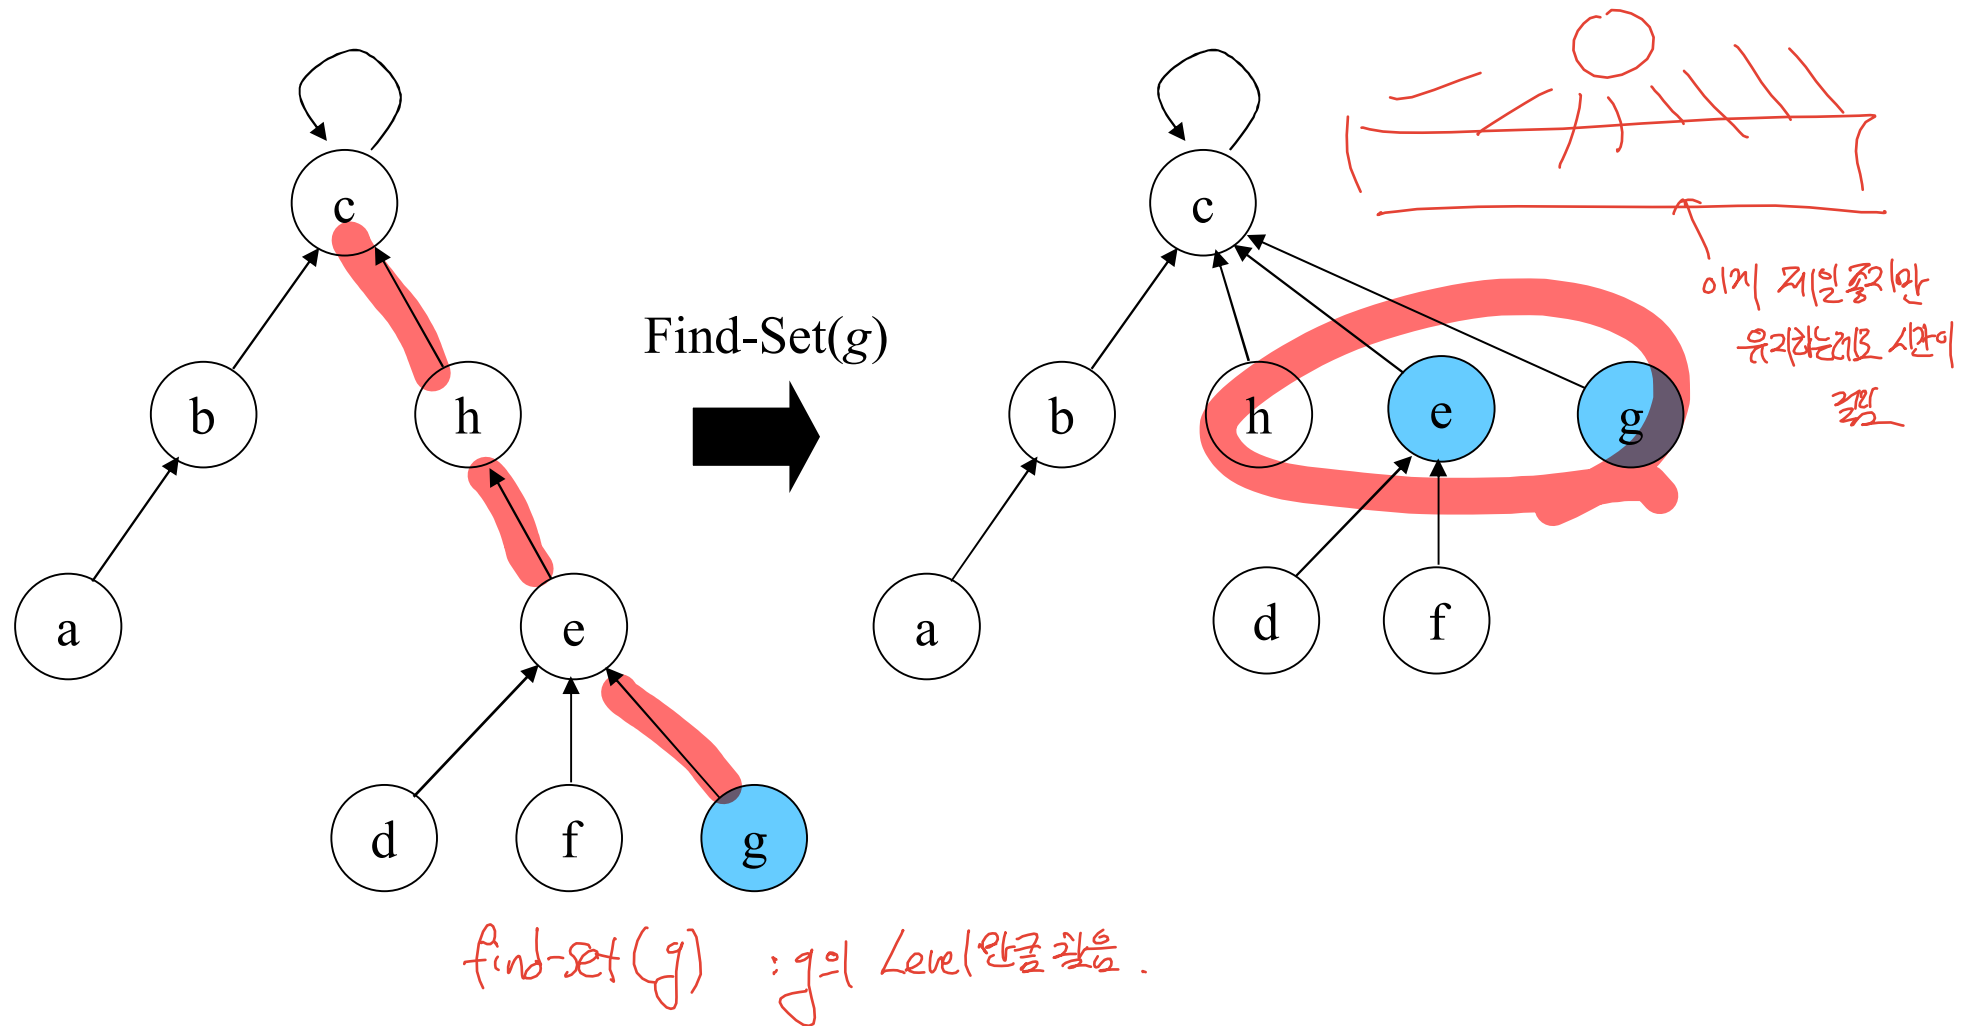 c
c
이게 제일좋지만
유지하는데도 시간이
걸림
Find-Set(g)
b
h
b
h
e
g
a
e
a
d
f
d
f
g
find-set(g) : g의 Level만큼 걸음.